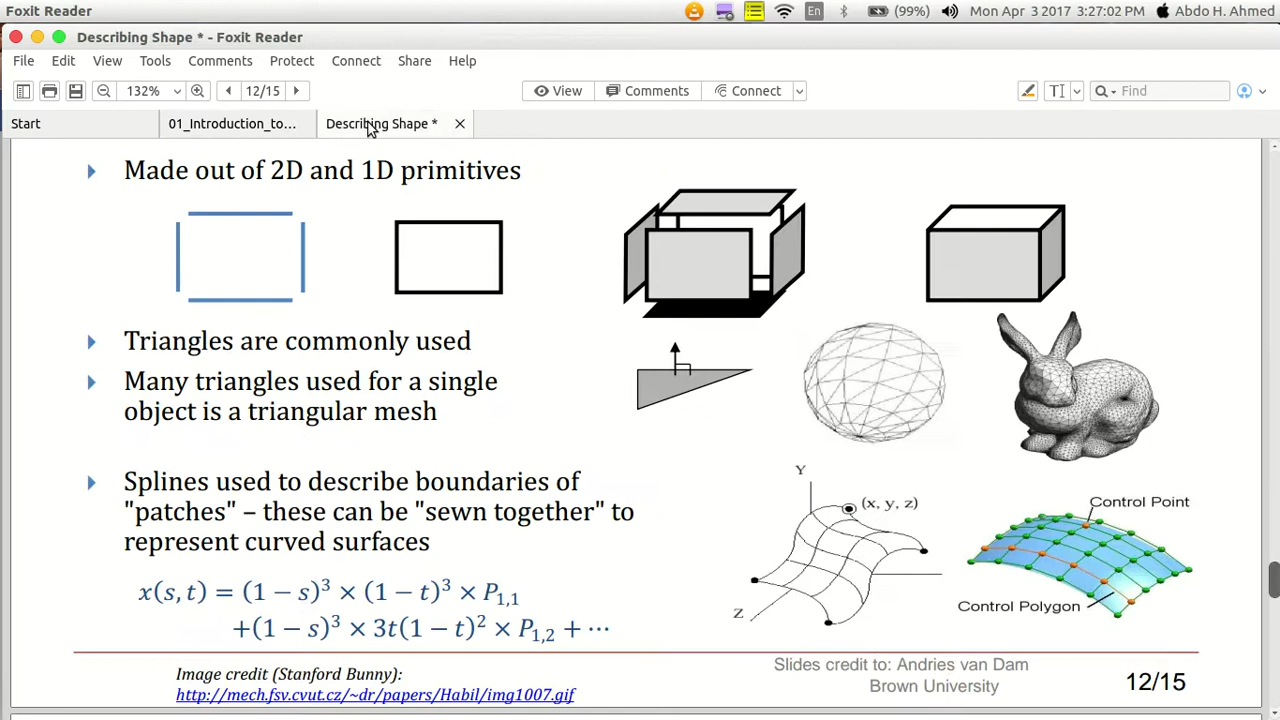 Foxit Reader En (99%) Mon Apr 3 2017 3:27:02 PM Abdo H. Ahmed
Describing Shape * - Foxit Reader
File Edit View Tools Comments Protect Connect Share Help
132% 12/15 View Comments Connect Find
Start 01_Introduction_to... Describing Shape *
Made out of 2D and 1D primitives
Triangles are commonly used
Many triangles used for a single
object is a triangular mesh
Splines used to describe boundaries of
"patches" – these can be "sewn together" to
represent curved surfaces
x(s, t) = (1 − s)³ × (1 − t)³ × P₁,₁
+(1 − s)³ × 3t(1 − t)² × P₁,₂ + ⋯
Y
(x, y, z)
Z
Control Point
Control Polygon
Image credit (Stanford Bunny):
http://mech.fsv.cvut.cz/~dr/papers/Habil/img1007.gif
Slides credit to: Andries van Dam
Brown University
12/15